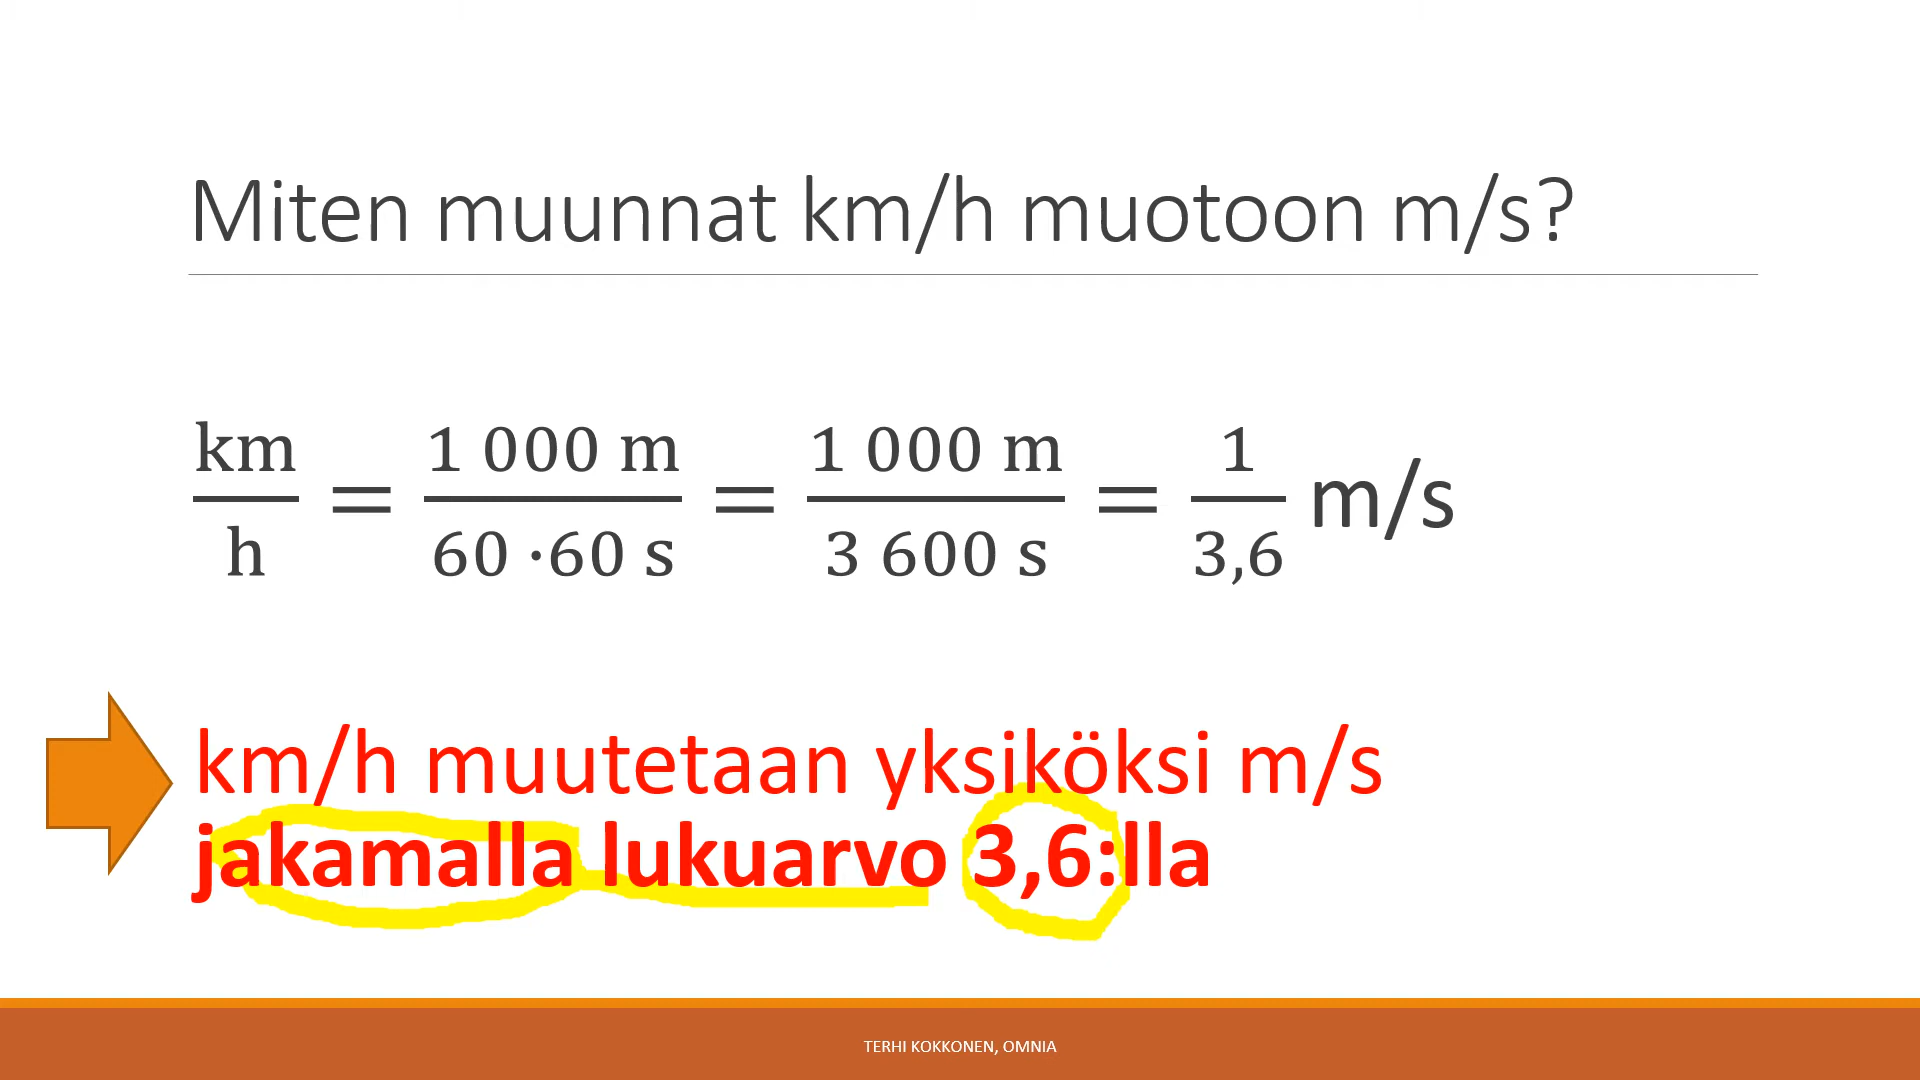 Miten muunnat km/h muotoon m/s?
km/h = 1 000 m/60 ·60 s = 1 000 m/3 600 s = 1/3,6 m/s
km/h muutetaan yksiköksi m/s
jakamalla lukuarvo 3,6:lla
TERHI KOKKONEN, OMNIA